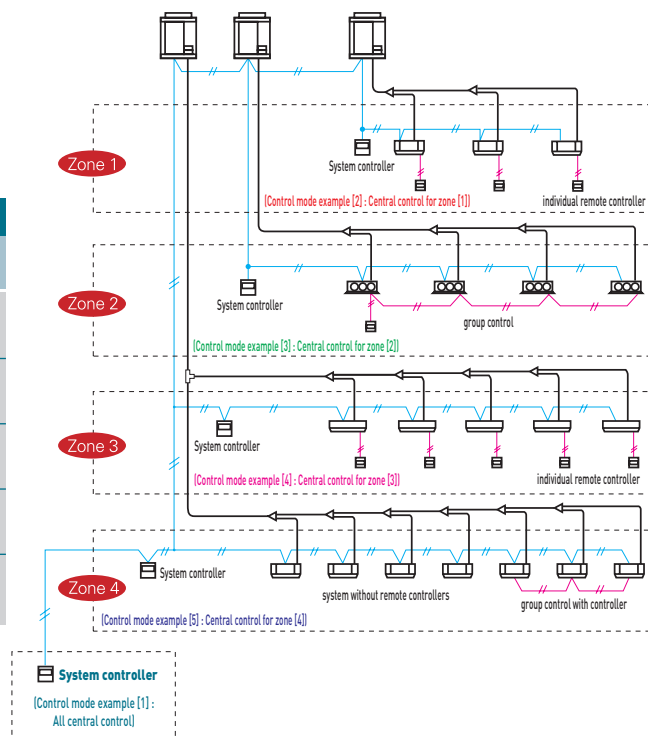 Zone 1
System controller
(Control mode example [2] : Central control for zone [1])
individual remote controller
Zone 2
System controller
group control
(Control mode example [3] : Central control for zone [2])
Zone 3
System controller
(Control mode example [4] : Central control for zone [3])
individual remote controller
Zone 4
System controller
system without remote controllers
group control with controller
(Control mode example [5] : Central control for zone [4])
System controller
(Control mode example [1] :
All central control)